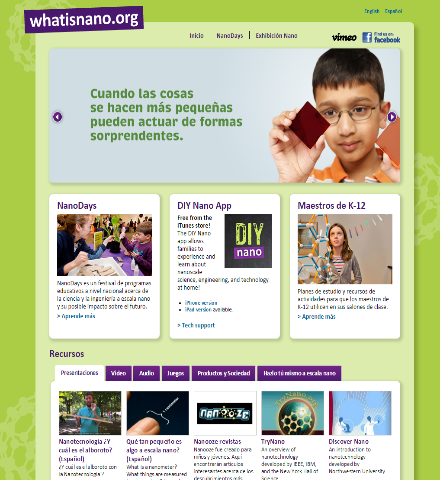 whatisnano.org
English Español
Inicio NanoDays Exhibición Nano
vimeo
Find us on
facebook
Cuando las cosas
se hacen más pequeñas
pueden actuar de formas
sorprendentes.
NanoDays
NanoDays es un festival de programas
educativos a nivel nacional acerca de
la ciencia y la ingeniería a escala nano
y su posible impacto sobre el futuro.
> Aprende más
DIY Nano App
Free from the
iTunes store!
The DIY Nano
app allows
families to
experience and
learn about
nanoscale
science, engineering, and technology
at home!
DIY
nano
iPhone version
iPad version available.
> Tech support
Maestros de K-12
Planes de estudio y recursos de
actividades para que los maestros de
K-12 utilicen en sus salones de clase.
> Aprende más
Recursos
Presentaciones Video Audio Juegos Productos y Sociedad Hazlo tú mismo a escala nano
Nanotecnología ¿Y
cuál es el alboroto?
(Español)
¿Y cuál es el alboroto con
la Nanotecnología?
Qué tan pequeño es
algo a escala nano?
(Español)
What is a nanometer?
What things are measured
Nanooze
Nanooze revistas
Nanooze fue creado para
niños y jóvenes. Aquí
encontrarán artículos
interesantes acerca de los
descubrimientos más
TryNano
An overview of
nanotechnology
developed by IEEE, IBM,
and the New York Hall of
Science
Discover Nano
An introduction to
nanotechnology
developed by
Northwestern University